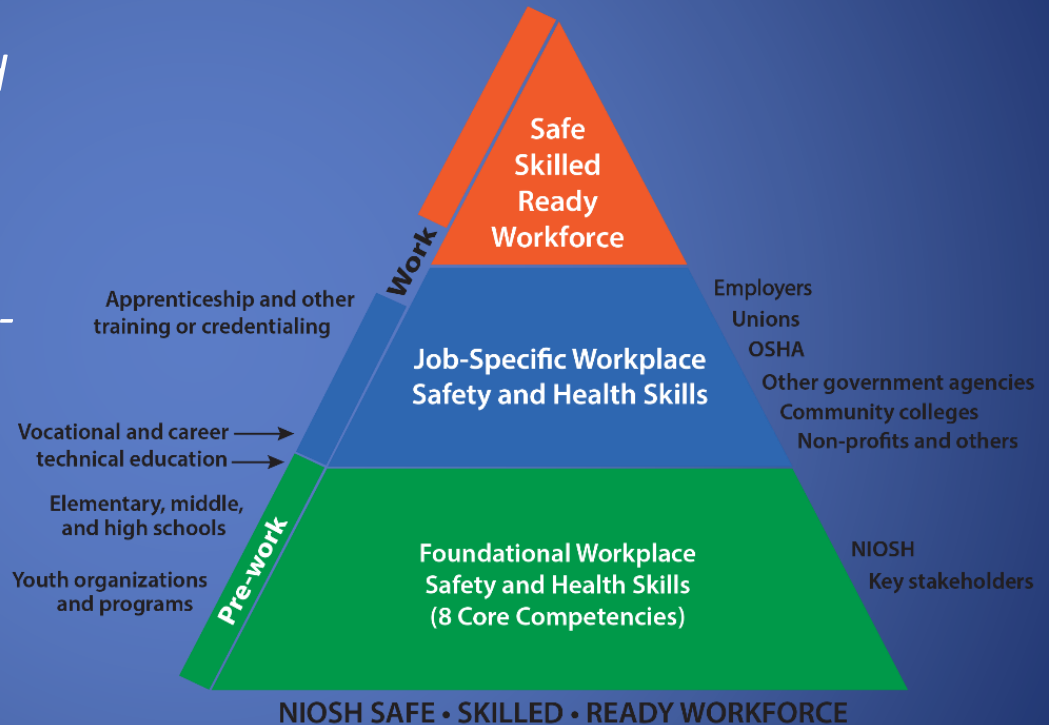 Safe
Skilled
Ready
Workforce
Work
Apprenticeship and other
training or credentialing
Employers
Unions
OSHA
Other government agencies
Community colleges
Non-profits and others
Job-Specific Workplace
Safety and Health Skills
Vocational and career
technical education
Elementary, middle,
and high schools
Youth organizations
and programs
Pre-work
Foundational Workplace
Safety and Health Skills
(8 Core Competencies)
NIOSH
Key stakeholders
NIOSH SAFE • SKILLED • READY WORKFORCE